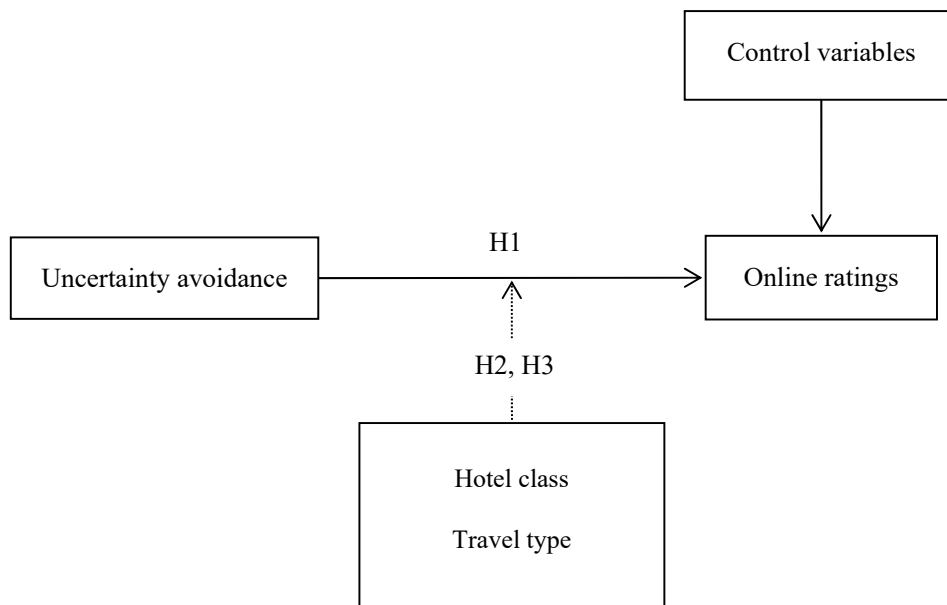 Control variables
H1
Uncertainty avoidance
Online ratings
H2, H3
Hotel class
Travel type